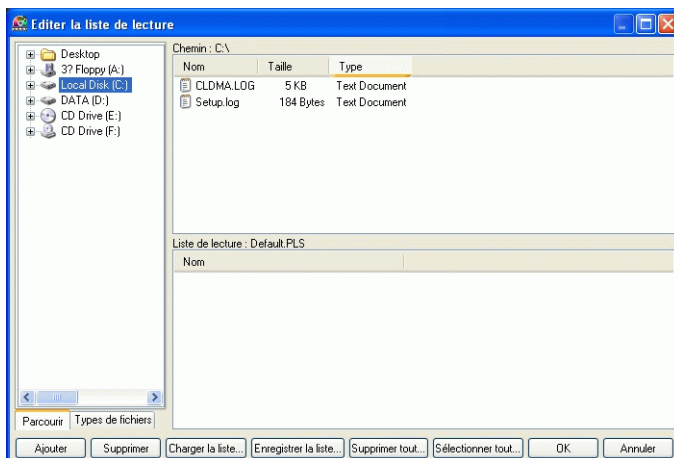 Editer la liste de lecture
Desktop
3? Floppy (A:)
Local Disk (C:)
DATA (D:)
CD Drive (E:)
CD Drive (F:)
Parcourir Types de fichiers
Chemin : C:\
Nom Taille Type
CLDMA.LOG 5 KB Text Document
Setup.log 184 Bytes Text Document
Liste de lecture : Default.PLS
Nom
Ajouter Supprimer Charger la liste... Enregistrer la liste... Supprimer tout... Sélectionner tout... OK Annuler